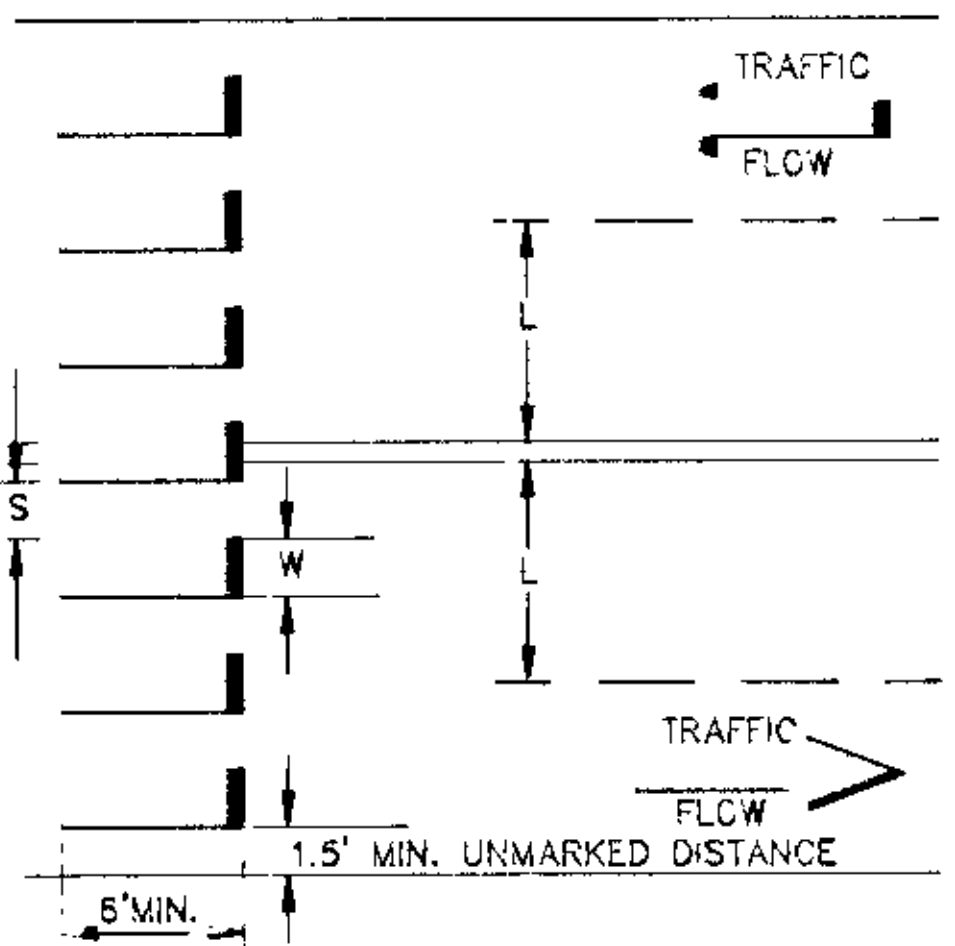 TRAFFIC
FLOW
L
S
W
L
TRAFFIC
FLOW
1.5' MIN. UNMARKED DISTANCE
6'MIN.